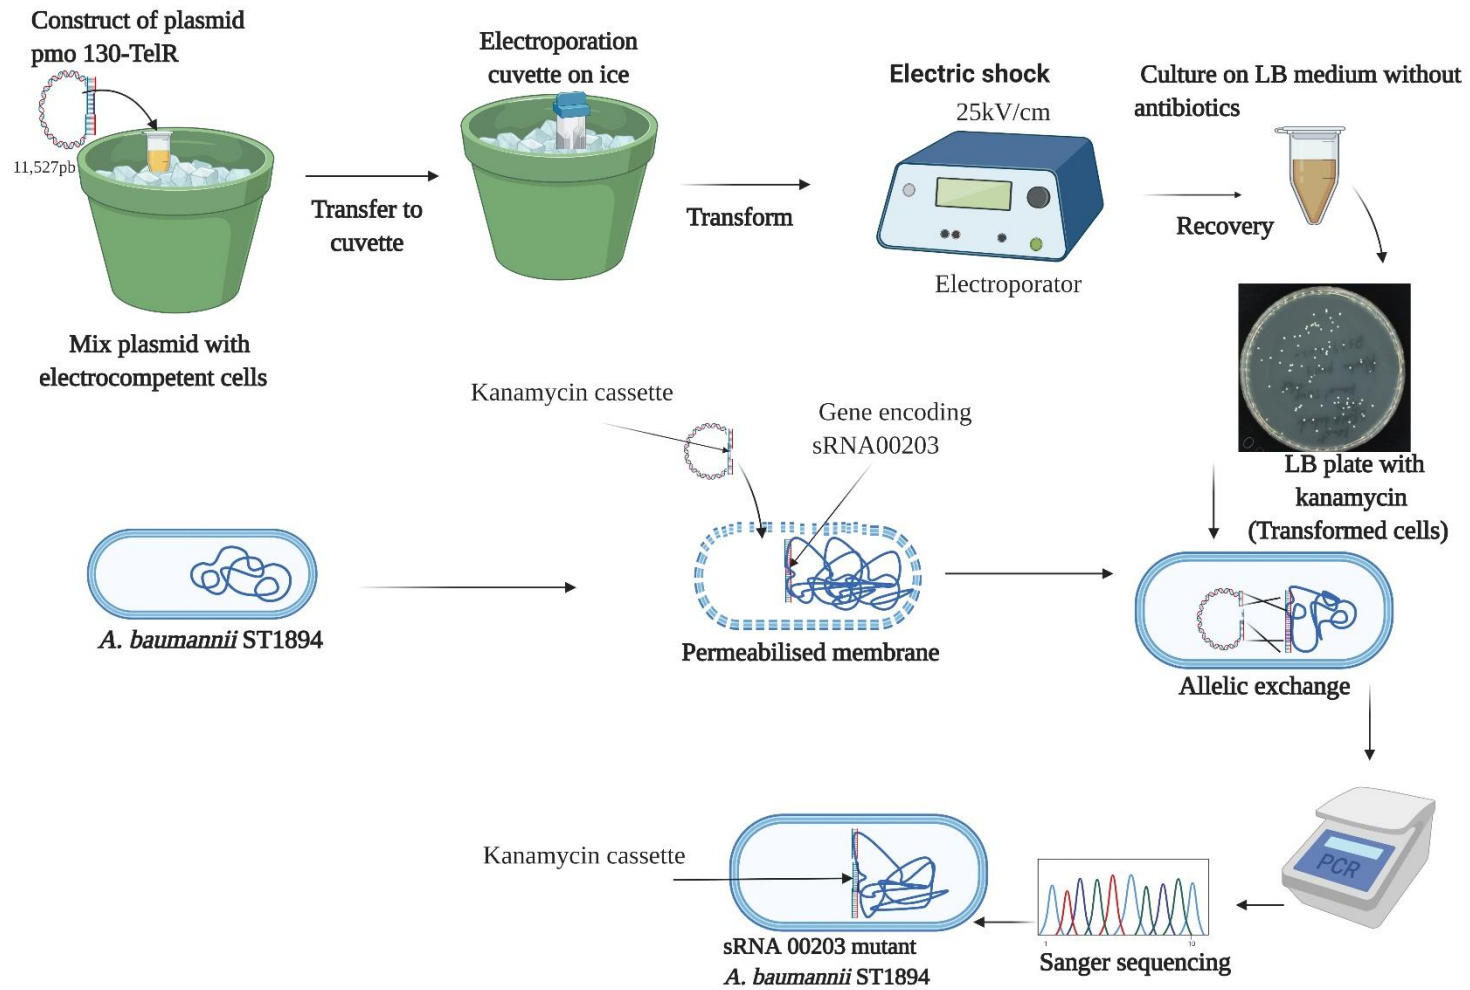 Construct of plasmid
pmo 130-TelR
11,527pb
Mix plasmid with
electrocompetent cells
Transfer to
cuvette
Electroporation
cuvette on ice
Transform
Electric shock
25kV/cm
Electroporator
Recovery
Culture on LB medium without
antibiotics
LB plate with
kanamycin
(Transformed cells)
Kanamycin cassette
Gene encoding
sRNA00203
A. baumannii ST1894
Permeabilised membrane
Allelic exchange
PCR
1
10
Sanger sequencing
Kanamycin cassette
sRNA 00203 mutant
A. baumannii ST1894